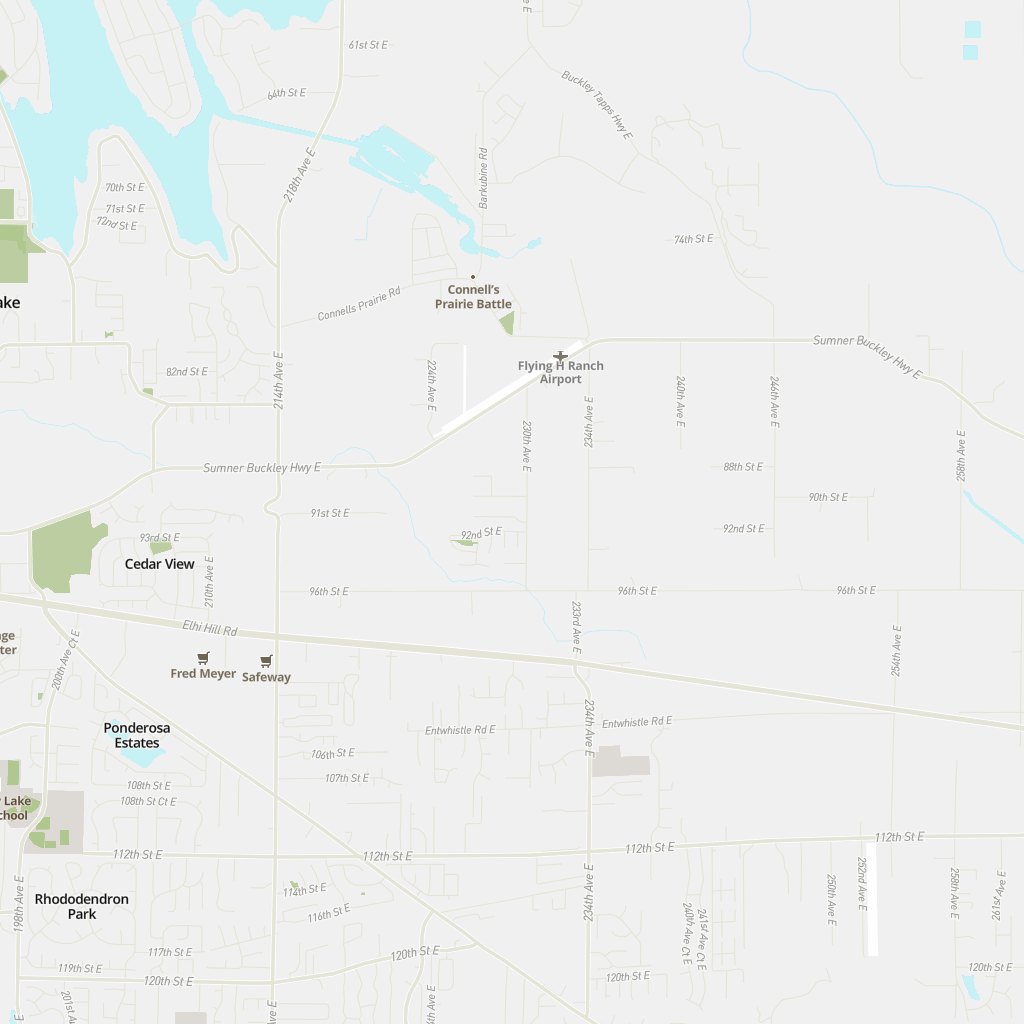 61st St E
Buckley Tapps Hwy E
64th St E
Barkubine Rd
218th Ave E
70th St E
71st St E
72nd St E
74th St E
Connell's
Prairie Battle
Connells Prairie Rd
ake
Sumner Buckley Hwy E
Flying H Ranch
Airport
82nd St E
214th Ave E
224th Ave E
240th Ave E
246th Ave E
234th Ave E
230th Ave E
258th Ave E
Sumner Buckley Hwy E
88th St E
90th St E
91st St E
92nd St E
92nd St E
93rd St E
Cedar View
210th Ave E
96th St E
96th St E
96th St E
233rd Ave E
Elhi Hill Rd
254th Ave E
200th Ave Ct E
Fred Meyer
Safeway
Ponderosa
Estates
Entwhistle Rd E
Entwhistle Rd E
234th Ave E
106th St E
107th St E
108th St E
108th St Ct E
Lake
chool
112th St E
112th St E
112th St E
112th St E
252nd Ave E
250th Ave E
258th Ave E
261st Ave E
114th St E
116th St E
234th Ave E
Rhododendron
Park
198th Ave E
240th Ave Ct E
241st Ave Ct E
117th St E
119th St E
120th St E
120th St E
120th St E
120th St E